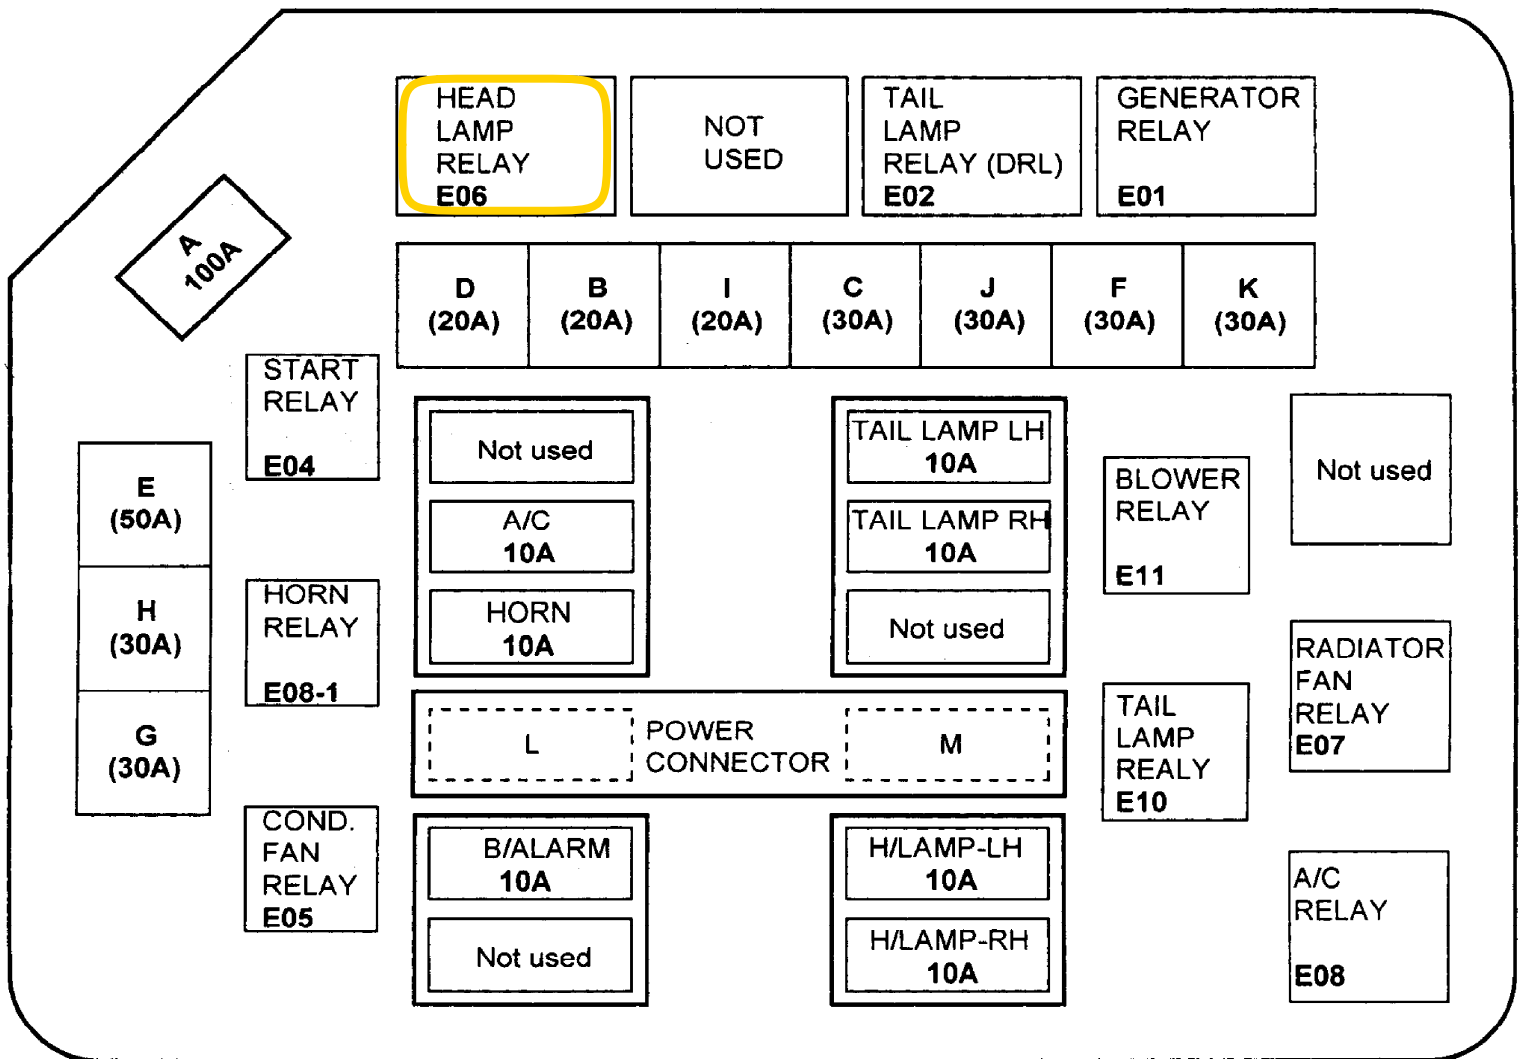 HEAD
LAMP
RELAY
E06
NOT
USED
TAIL
LAMP
RELAY (DRL)
E02
GENERATOR
RELAY
E01
A
100A
D
(20A)
B
(20A)
I
(20A)
C
(30A)
J
(30A)
F
(30A)
K
(30A)
START
RELAY
E04
E
(50A)
H
(30A)
G
(30A)
HORN
RELAY
E08-1
COND.
FAN
RELAY
E05
Not used
A/C
10A
HORN
10A
TAIL LAMP LH
10A
TAIL LAMP RH
10A
Not used
L
POWER
CONNECTOR
M
B/ALARM
10A
Not used
H/LAMP-LH
10A
H/LAMP-RH
10A
BLOWER
RELAY
E11
TAIL
LAMP
REALY
E10
Not used
RADIATOR
FAN
RELAY
E07
A/C
RELAY
E08